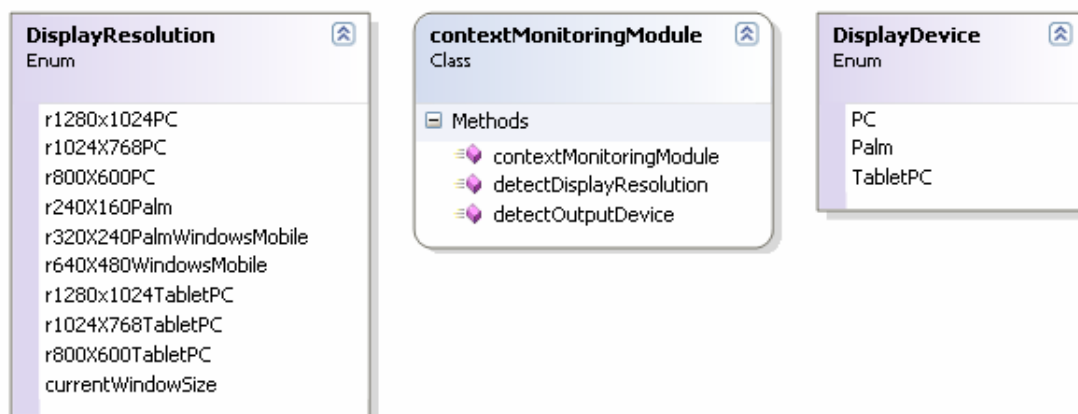 DisplayResolution
Enum
r1280x1024PC
r1024X768PC
r800X600PC
r240X160Palm
r320X240PalmWindowsMobile
r640X480WindowsMobile
r1280x1024TabletPC
r1024X768TabletPC
r800X600TabletPC
currentWindowSize
contextMonitoringModule
Class
Methods
contextMonitoringModule
detectDisplayResolution
detectOutputDevice
DisplayDevice
Enum
PC
Palm
TabletPC